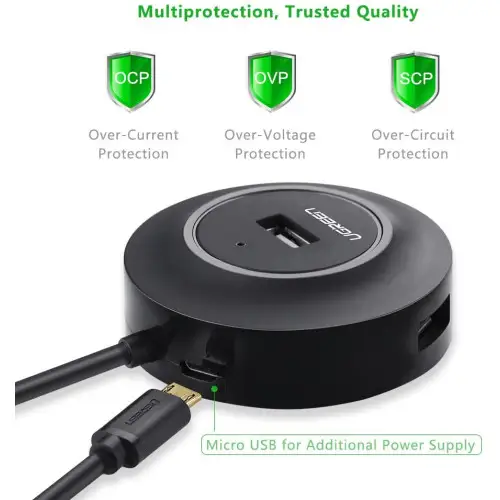 Multiprotection, Trusted Quality
OCP OVP SCP
Over-Current Over-Voltage Over-Circuit
Protection Protection Protection
UGREEN
UGREEN
Micro USB for Additional Power Supply